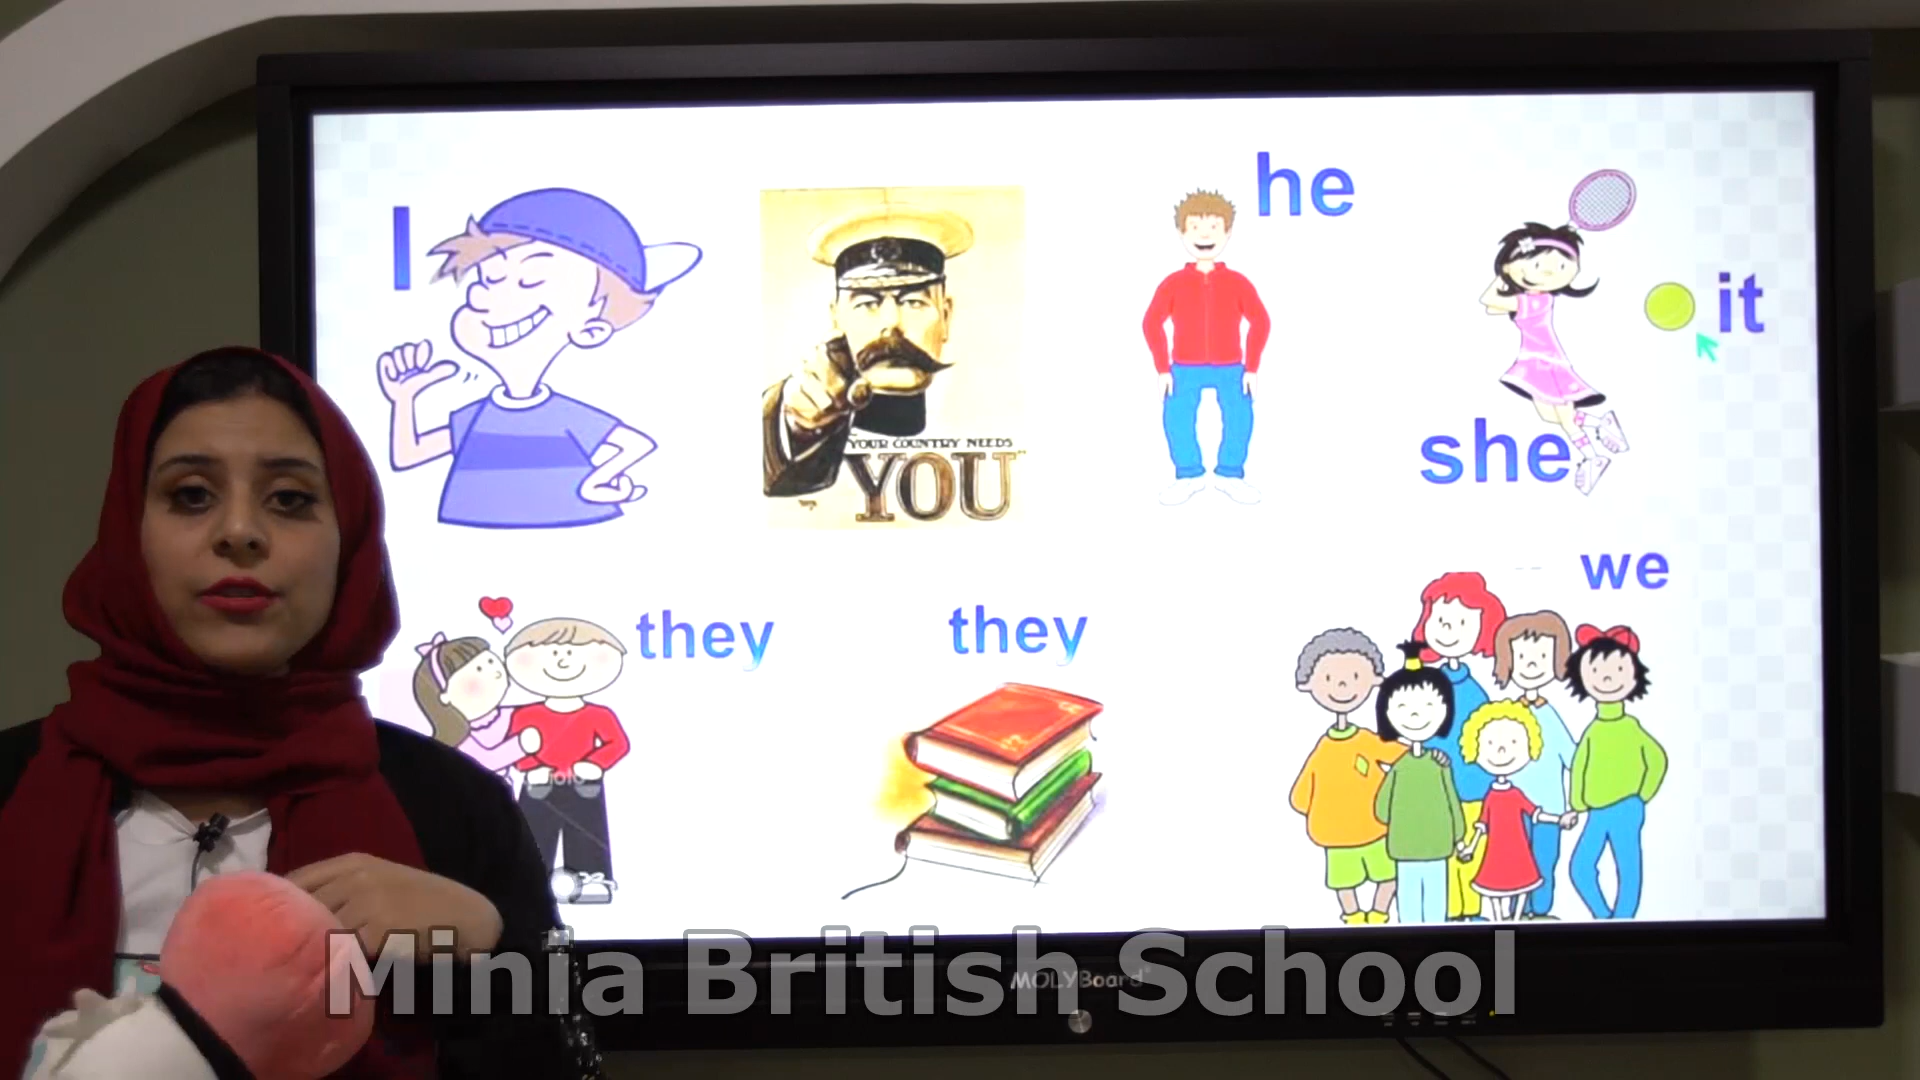 I
he
it
YOUR COUNTRY NEEDS
YOU
she
we
they
they
Minia British School
MOLYBoard